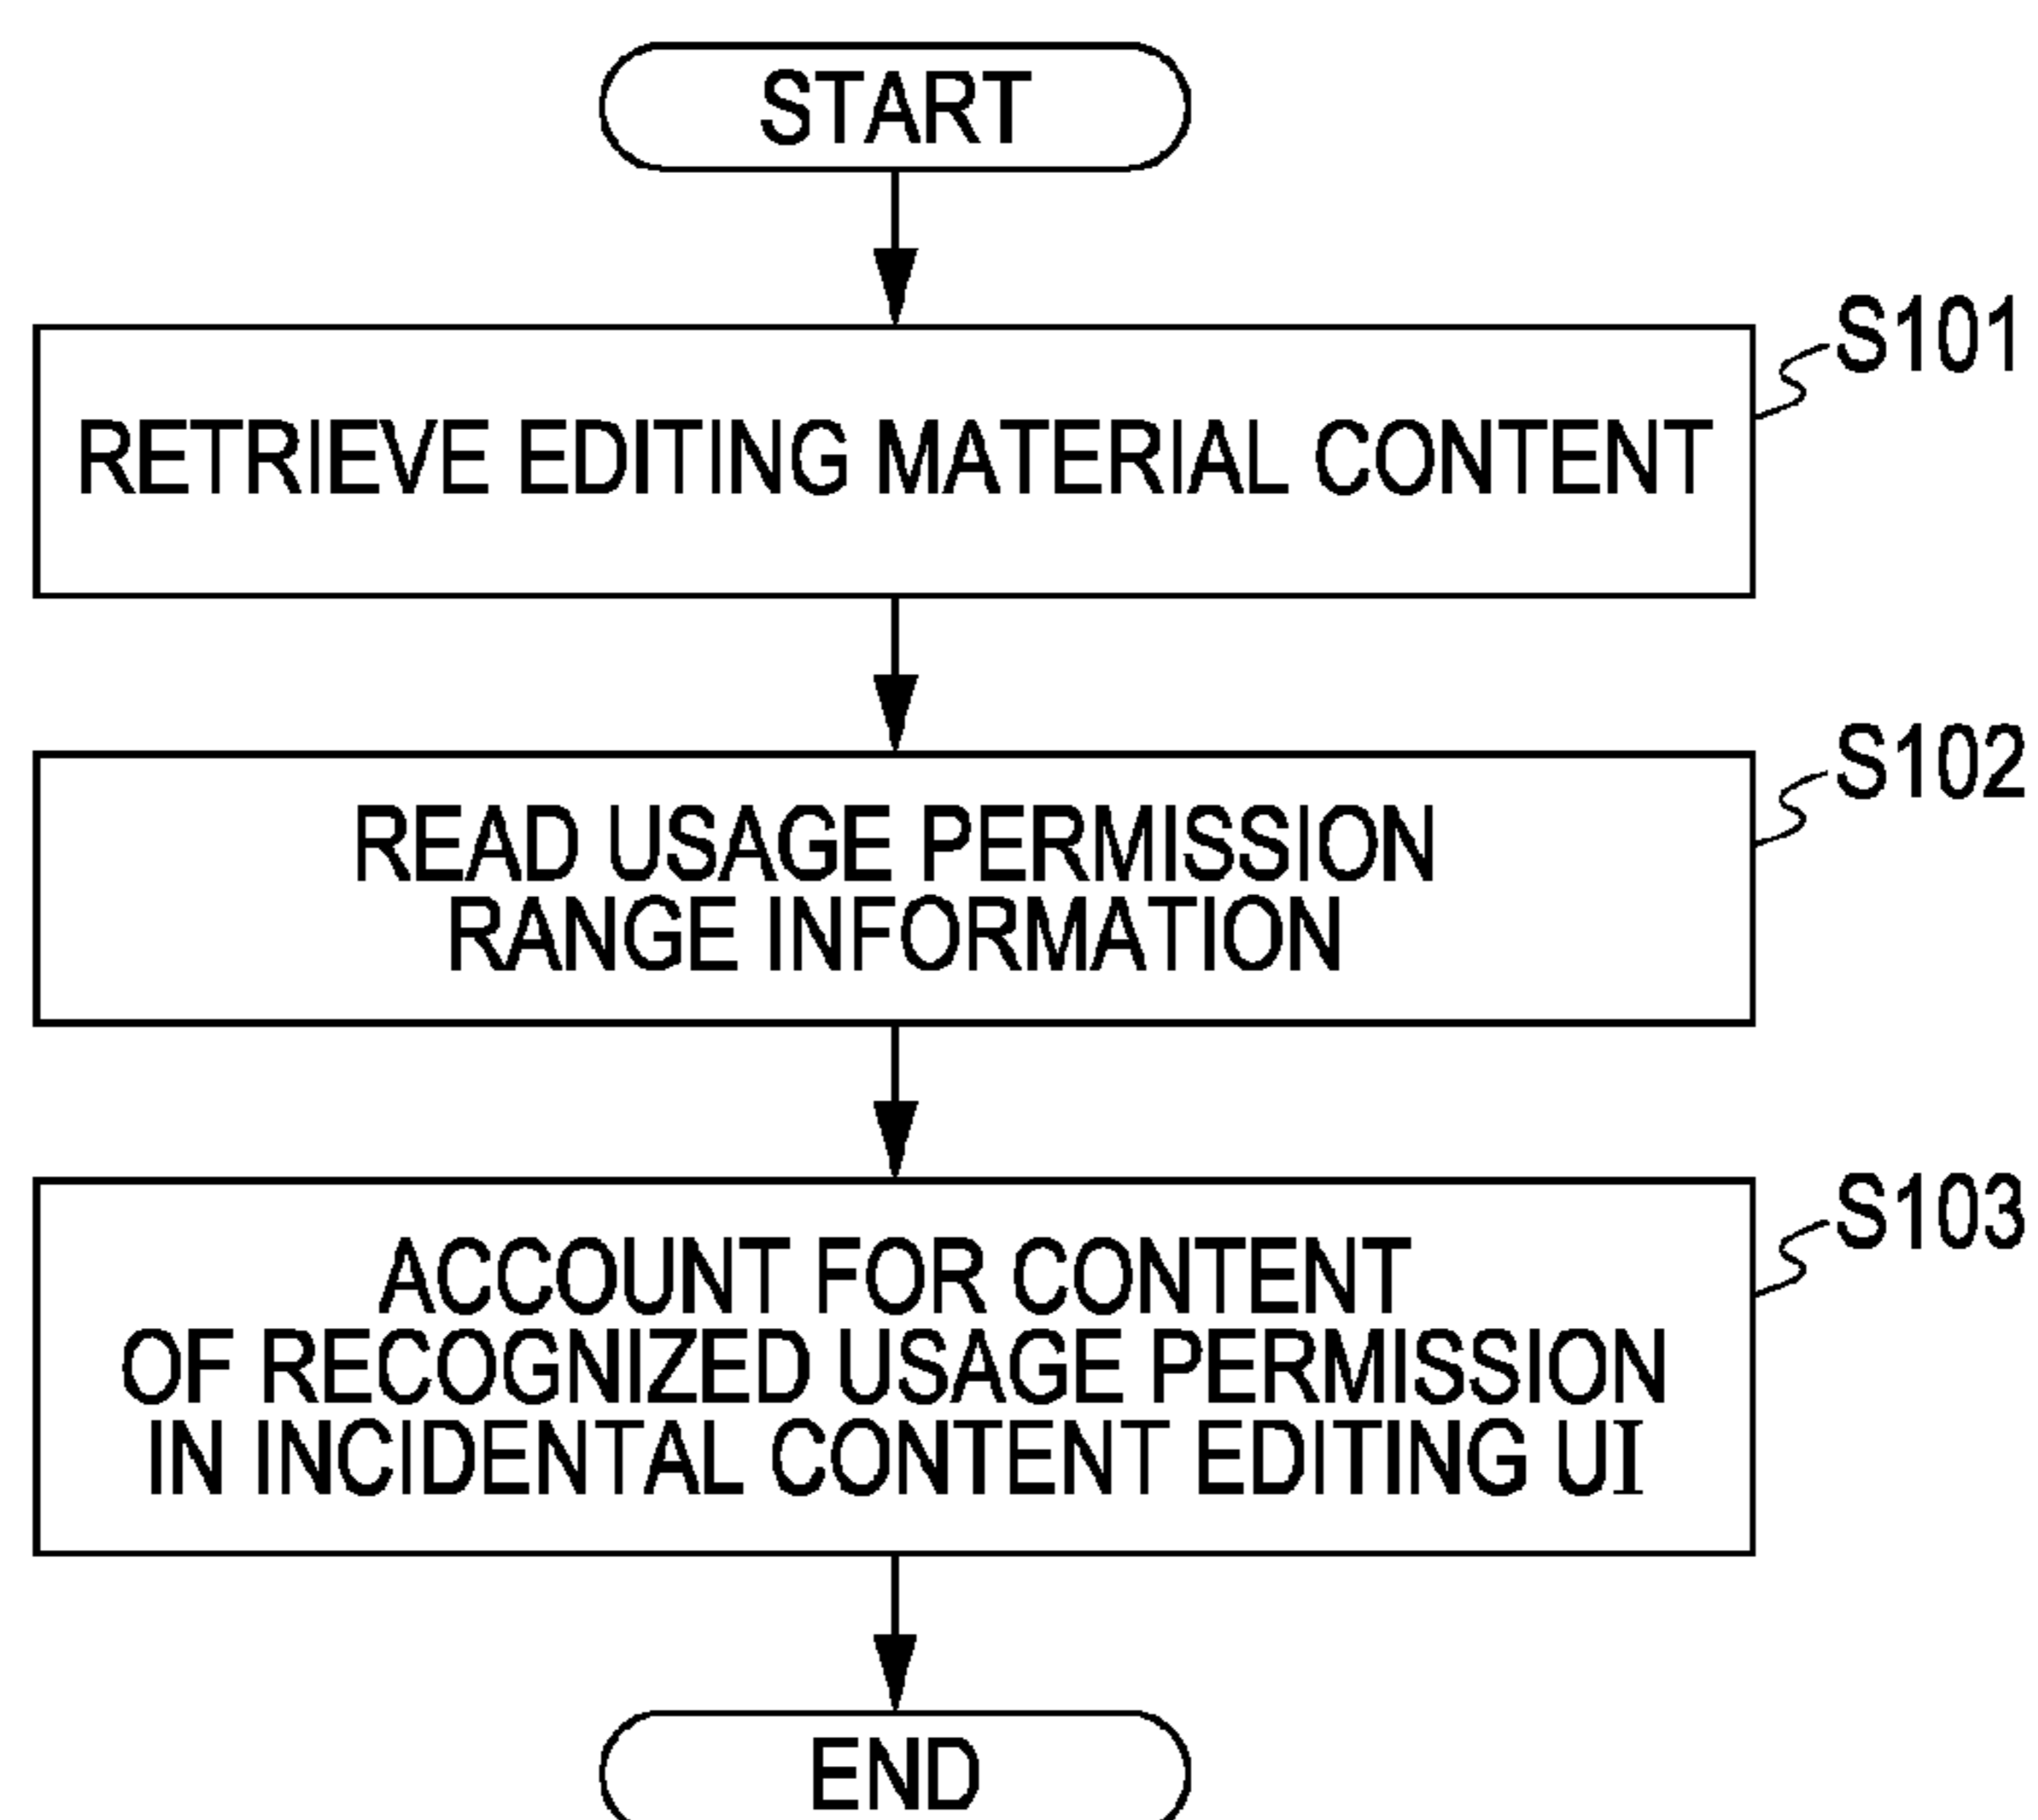 START
S101
RETRIEVE EDITING MATERIAL CONTENT
S102
READ USAGE PERMISSION
RANGE INFORMATION
S103
ACCOUNT FOR CONTENT
OF RECOGNIZED USAGE PERMISSION
IN INCIDENTAL CONTENT EDITING UI
END